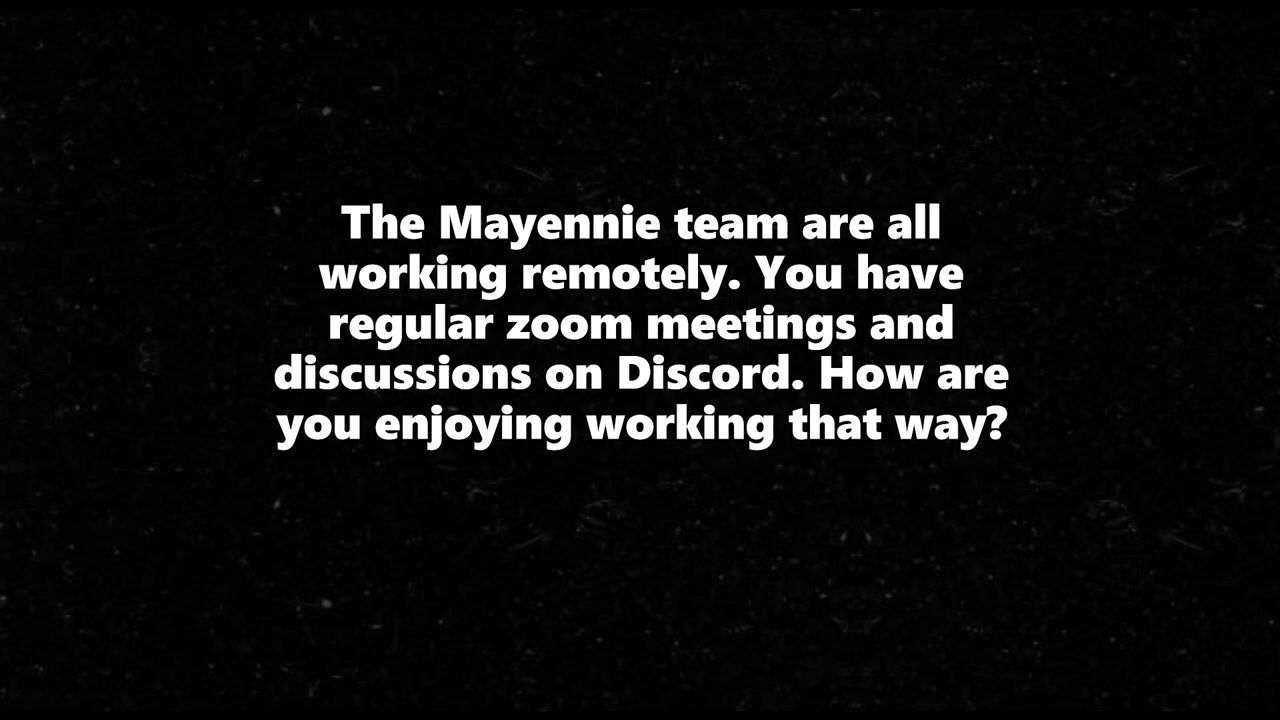 The Mayennie team are all
working remotely. You have
regular zoom meetings and
discussions on Discord. How are
you enjoying working that way?